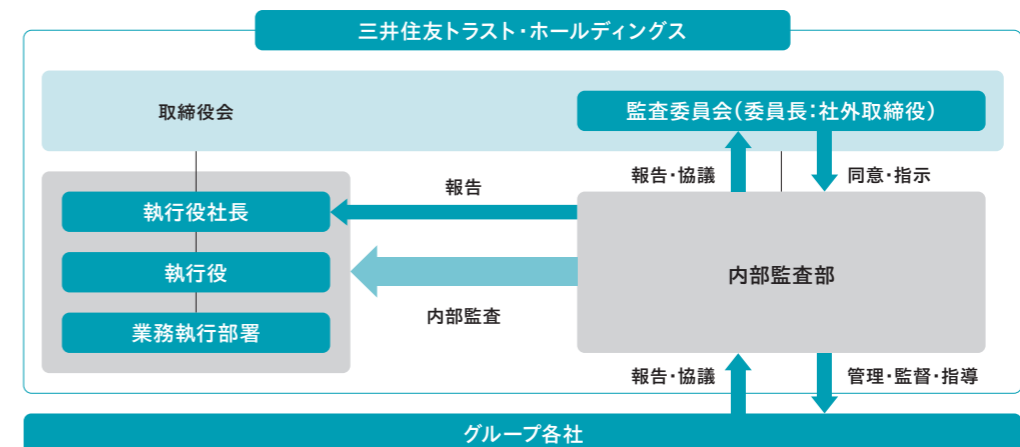 三井住友トラスト・ホールディングス
取締役会
監査委員会(委員長:社外取締役)
報告
報告・協議
同意・指示
執行役社長
執行役
内部監査部
内部監査
業務執行部署
報告・協議
管理・監督・指導
グループ各社